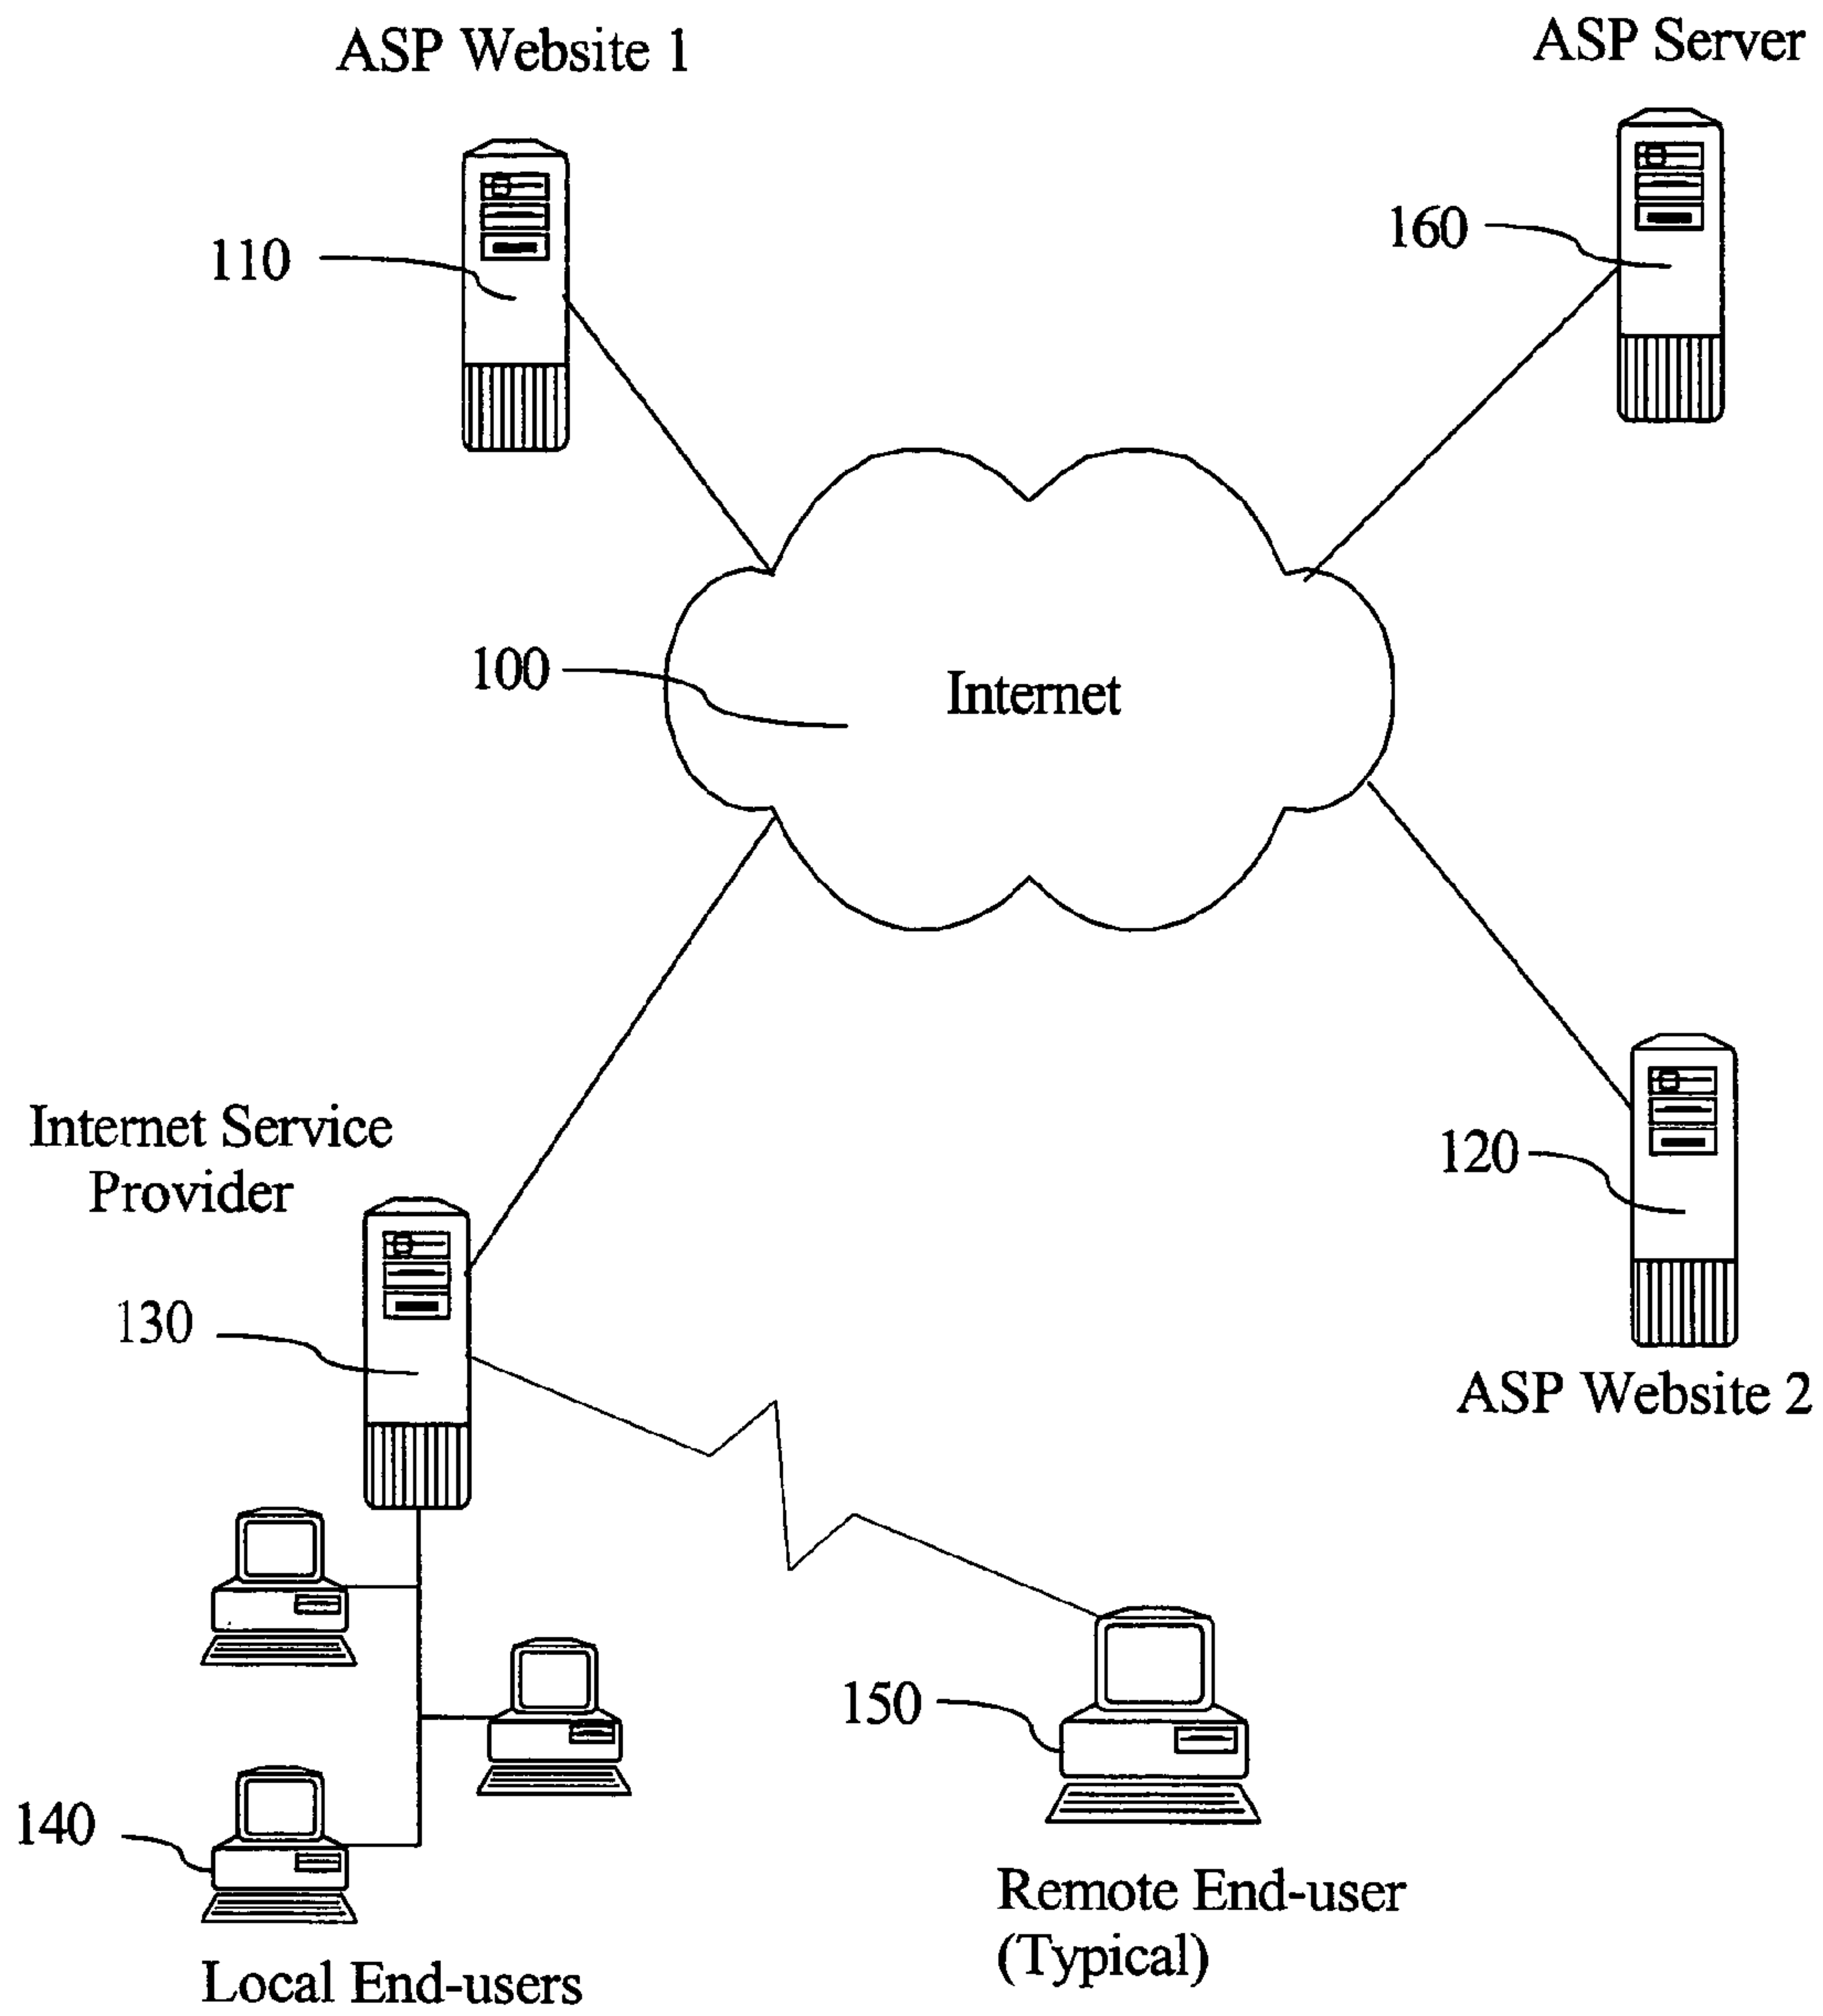 ASP Website 1
ASP Server
110
160
100
Internet
Internet Service
Provider
120
130
ASP Website 2
150
140
Remote End-user
(Typical)
Local End-users